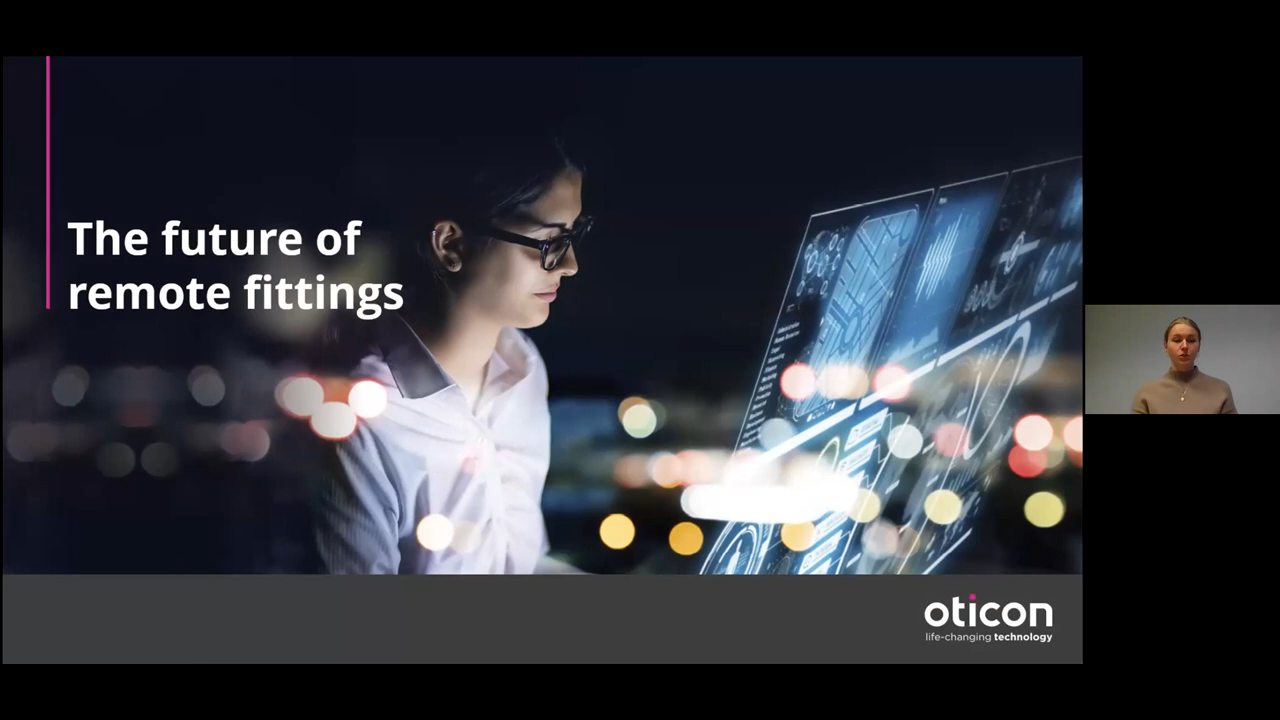 The future of
remote fittings
oticon
life-changing technology